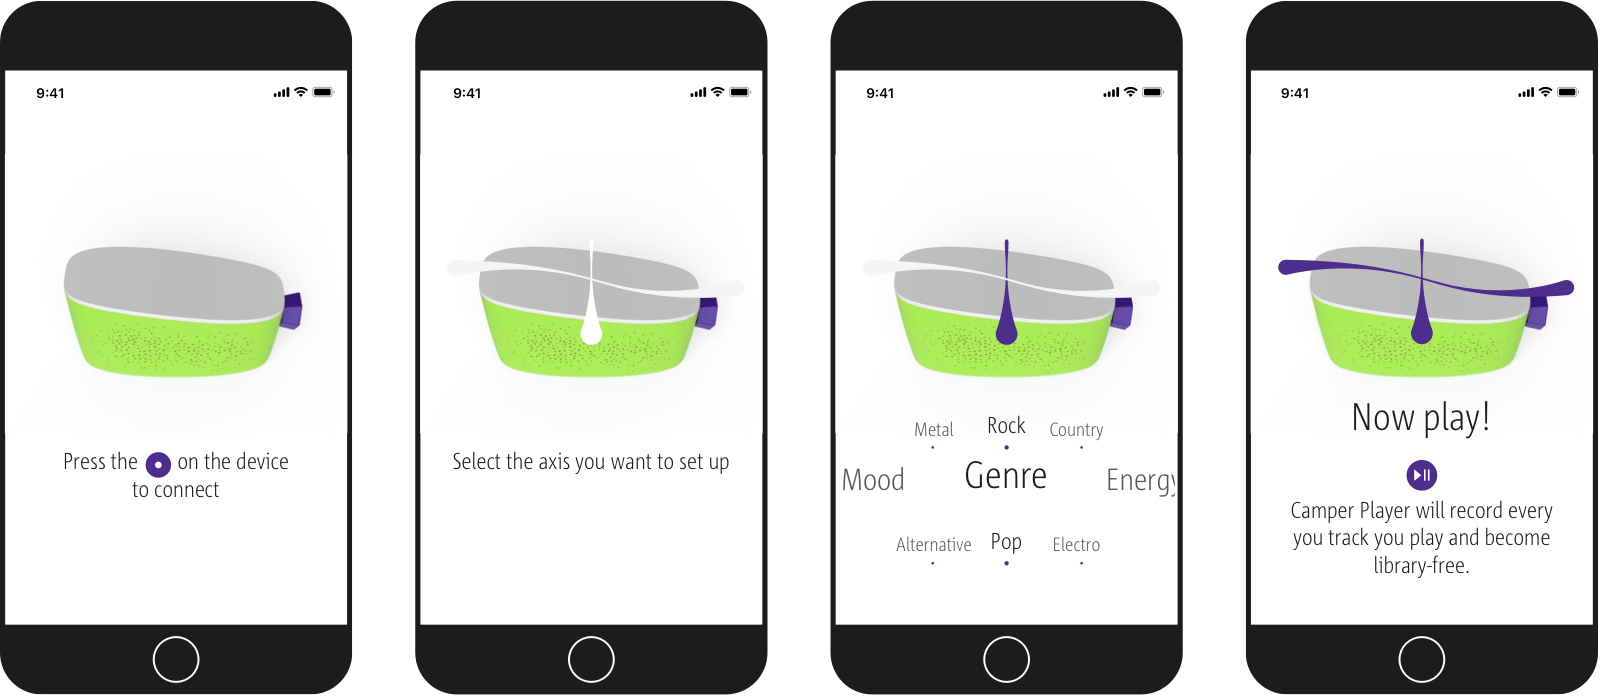 9:41
Press the on the device
to connect
9:41
Select the axis you want to set up
9:41
Metal Rock Country
Mood Genre Energy
Alternative Pop Electro
9:41
Now play!
Camper Player will record every
you track you play and become
library-free.